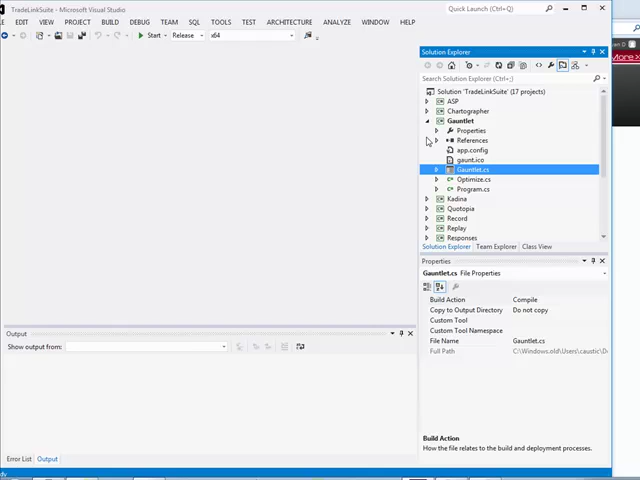 TradeLinkSuite - Microsoft Visual Studio
Quick Launch (Ctrl+Q)
LE EDIT VIEW PROJECT BUILD DEBUG TEAM SQL TOOLS TEST ARCHITECTURE ANALYZE WINDOW HELP
Start Release x64
More
Solution Explorer
Search Solution Explorer (Ctrl+;)
Solution 'TradeLinkSuite' (17 projects)
ASP
Chartographer
Gauntlet
Properties
References
app.config
gaunt.ico
Gauntlet.cs
Optimize.cs
Program.cs
Kadina
Quotopia
Record
Replay
Responses
Solution Explorer Team Explorer Class View
Properties
Gauntlet.cs File Properties
Build Action Compile
Copy to Output Directory Do not copy
Custom Tool
Custom Tool Namespace
File Name Gauntlet.cs
Full Path C:\Windows.old\Users\caustic\D
Build Action
How the file relates to the build and deployment processes.
Output
Show output from:
Error List Output
dy